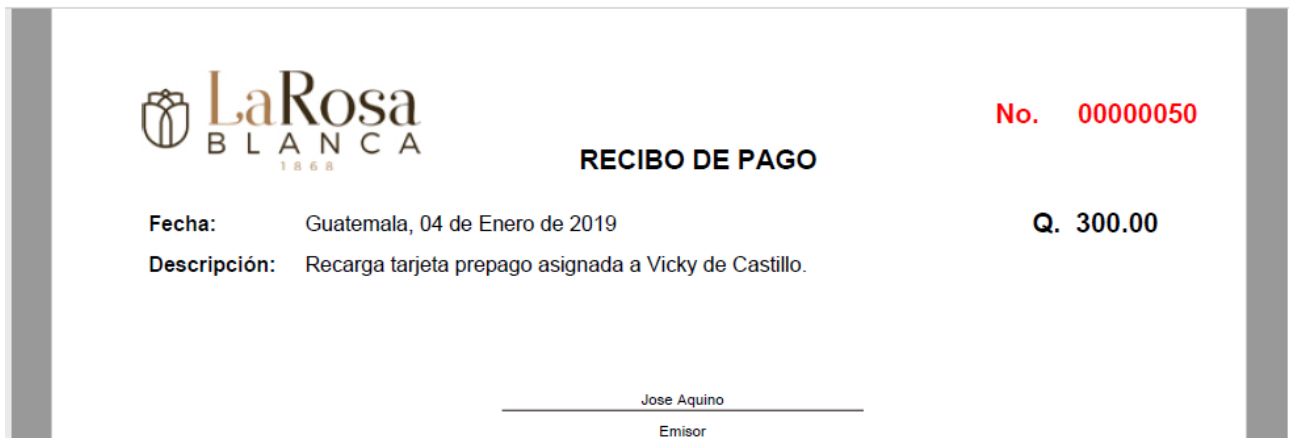 LaRosa
BLANCA
1868
No. 00000050
RECIBO DE PAGO
Fecha: Guatemala, 04 de Enero de 2019 Q. 300.00
Descripción: Recarga tarjeta prepago asignada a Vicky de Castillo.
Jose Aquino
Emisor